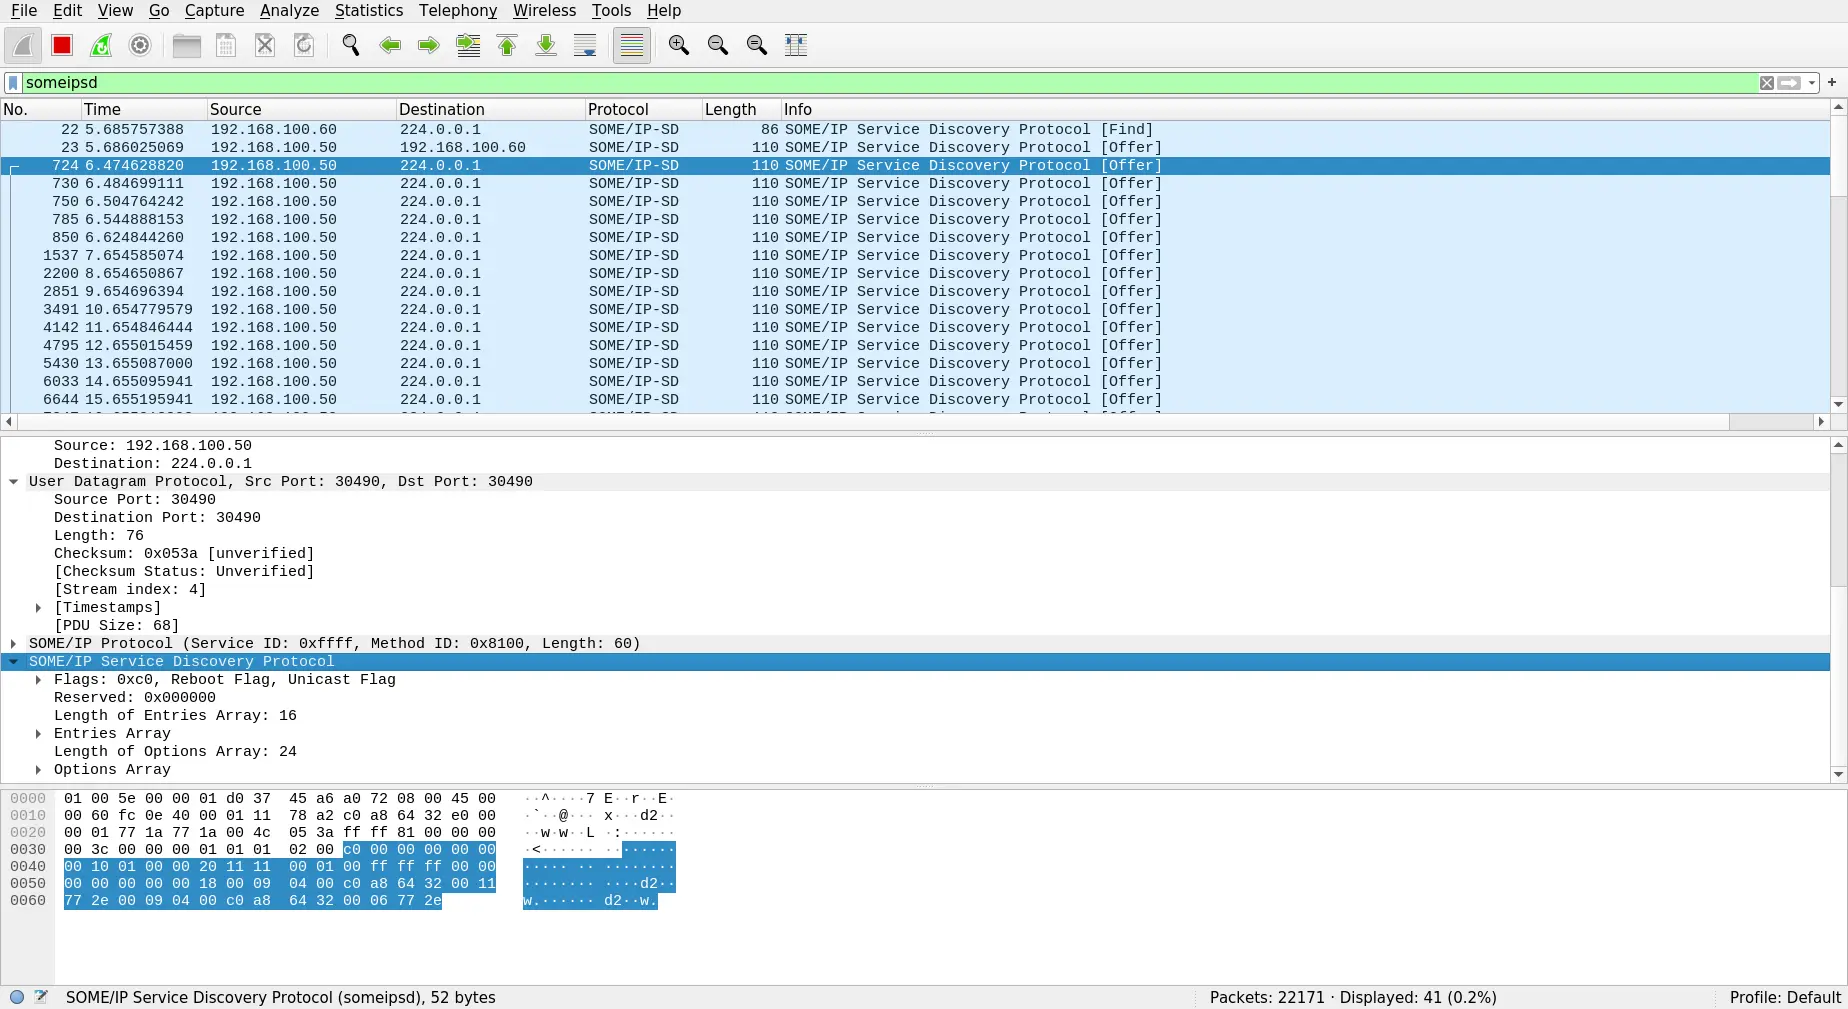 File Edit View Go Capture Analyze Statistics Telephony Wireless Tools Help
someipsd
No. Time Source Destination Protocol Length Info
22 5.685757388 192.168.100.60 224.0.0.1 SOME/IP-SD 86 SOME/IP Service Discovery Protocol [Find]
23 5.686025069 192.168.100.50 192.168.100.60 SOME/IP-SD 110 SOME/IP Service Discovery Protocol [Offer]
724 6.474628820 192.168.100.50 224.0.0.1 SOME/IP-SD 110 SOME/IP Service Discovery Protocol [Offer]
730 6.484699111 192.168.100.50 224.0.0.1 SOME/IP-SD 110 SOME/IP Service Discovery Protocol [Offer]
750 6.504764242 192.168.100.50 224.0.0.1 SOME/IP-SD 110 SOME/IP Service Discovery Protocol [Offer]
785 6.544888153 192.168.100.50 224.0.0.1 SOME/IP-SD 110 SOME/IP Service Discovery Protocol [Offer]
850 6.624844260 192.168.100.50 224.0.0.1 SOME/IP-SD 110 SOME/IP Service Discovery Protocol [Offer]
1537 7.654585074 192.168.100.50 224.0.0.1 SOME/IP-SD 110 SOME/IP Service Discovery Protocol [Offer]
2200 8.654650867 192.168.100.50 224.0.0.1 SOME/IP-SD 110 SOME/IP Service Discovery Protocol [Offer]
2851 9.654696394 192.168.100.50 224.0.0.1 SOME/IP-SD 110 SOME/IP Service Discovery Protocol [Offer]
3491 10.654779579 192.168.100.50 224.0.0.1 SOME/IP-SD 110 SOME/IP Service Discovery Protocol [Offer]
4142 11.654846444 192.168.100.50 224.0.0.1 SOME/IP-SD 110 SOME/IP Service Discovery Protocol [Offer]
4795 12.655015459 192.168.100.50 224.0.0.1 SOME/IP-SD 110 SOME/IP Service Discovery Protocol [Offer]
5430 13.655087000 192.168.100.50 224.0.0.1 SOME/IP-SD 110 SOME/IP Service Discovery Protocol [Offer]
6033 14.655095941 192.168.100.50 224.0.0.1 SOME/IP-SD 110 SOME/IP Service Discovery Protocol [Offer]
6644 15.655195941 192.168.100.50 224.0.0.1 SOME/IP-SD 110 SOME/IP Service Discovery Protocol [Offer]
Source: 192.168.100.50
Destination: 224.0.0.1
User Datagram Protocol, Src Port: 30490, Dst Port: 30490
Source Port: 30490
Destination Port: 30490
Length: 76
Checksum: 0x053a [unverified]
[Checksum Status: Unverified]
[Stream index: 4]
[Timestamps]
[PDU Size: 68]
SOME/IP Protocol (Service ID: 0xffff, Method ID: 0x8100, Length: 60)
SOME/IP Service Discovery Protocol
Flags: 0xc0, Reboot Flag, Unicast Flag
Reserved: 0x000000
Length of Entries Array: 16
Entries Array
Length of Options Array: 24
Options Array
0000 01 00 5e 00 00 01 d0 37 45 a6 a0 72 08 00 45 00 ··^····7 E··r··E·
0010 00 60 fc 0e 40 00 01 11 78 a2 c0 a8 64 32 e0 00 ·`··@··· x···d2··
0020 00 01 77 1a 77 1a 00 4c 05 3a ff ff 81 00 00 00 ··w·w··L ·:······
0030 00 3c 00 00 00 01 01 01 02 00 c0 00 00 00 00 00 ·<······ ········
0040 00 10 01 00 00 20 11 11 00 01 00 ff ff ff 00 00 ····· ·· ········
0050 00 00 00 00 00 18 00 09 04 00 c0 a8 64 32 00 11 ········ ····d2··
0060 77 2e 00 09 04 00 c0 a8 64 32 00 06 77 2e w.······ d2··w.
SOME/IP Service Discovery Protocol (someipsd), 52 bytes Packets: 22171 · Displayed: 41 (0.2%) Profile: Default